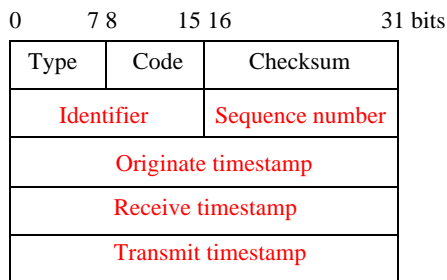 0 7 8 15 16 31 bits
Type Code Checksum
Identifier Sequence number
Originate timestamp
Receive timestamp
Transmit timestamp